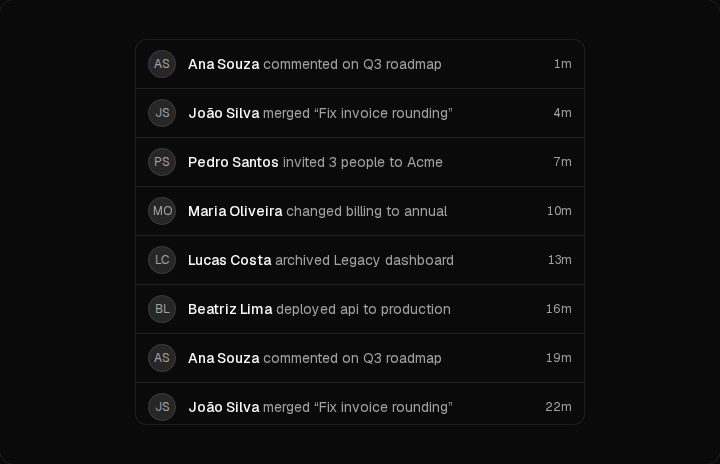 AS Ana Souza commented on Q3 roadmap 1m
JS João Silva merged “Fix invoice rounding” 4m
PS Pedro Santos invited 3 people to Acme 7m
MO Maria Oliveira changed billing to annual 10m
LC Lucas Costa archived Legacy dashboard 13m
BL Beatriz Lima deployed api to production 16m
AS Ana Souza commented on Q3 roadmap 19m
JS João Silva merged “Fix invoice rounding” 22m